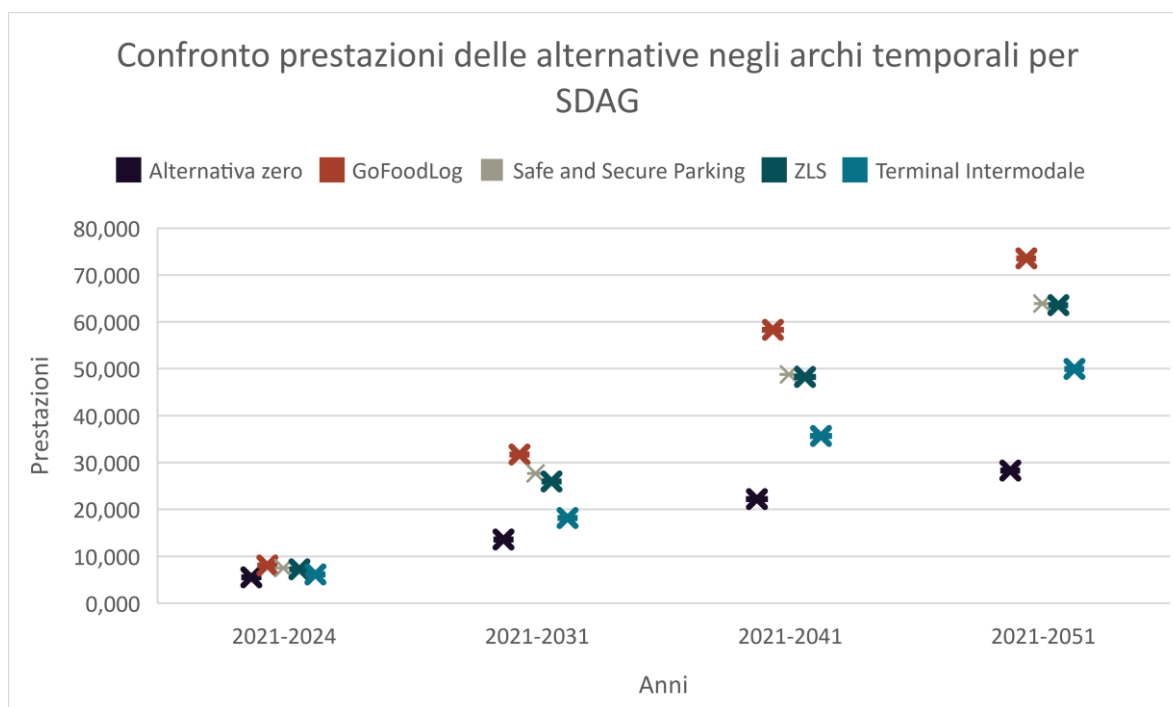 Confronto prestazioni delle alternative negli archi temporali per
SDAG
Alternativa zero GoFoodLog Safe and Secure Parking ZLS Terminal Intermodale
80,000
70,000
60,000
50,000
40,000
30,000
20,000
10,000
0,000
Prestazioni
2021-2024 2021-2031 2021-2041 2021-2051
Anni